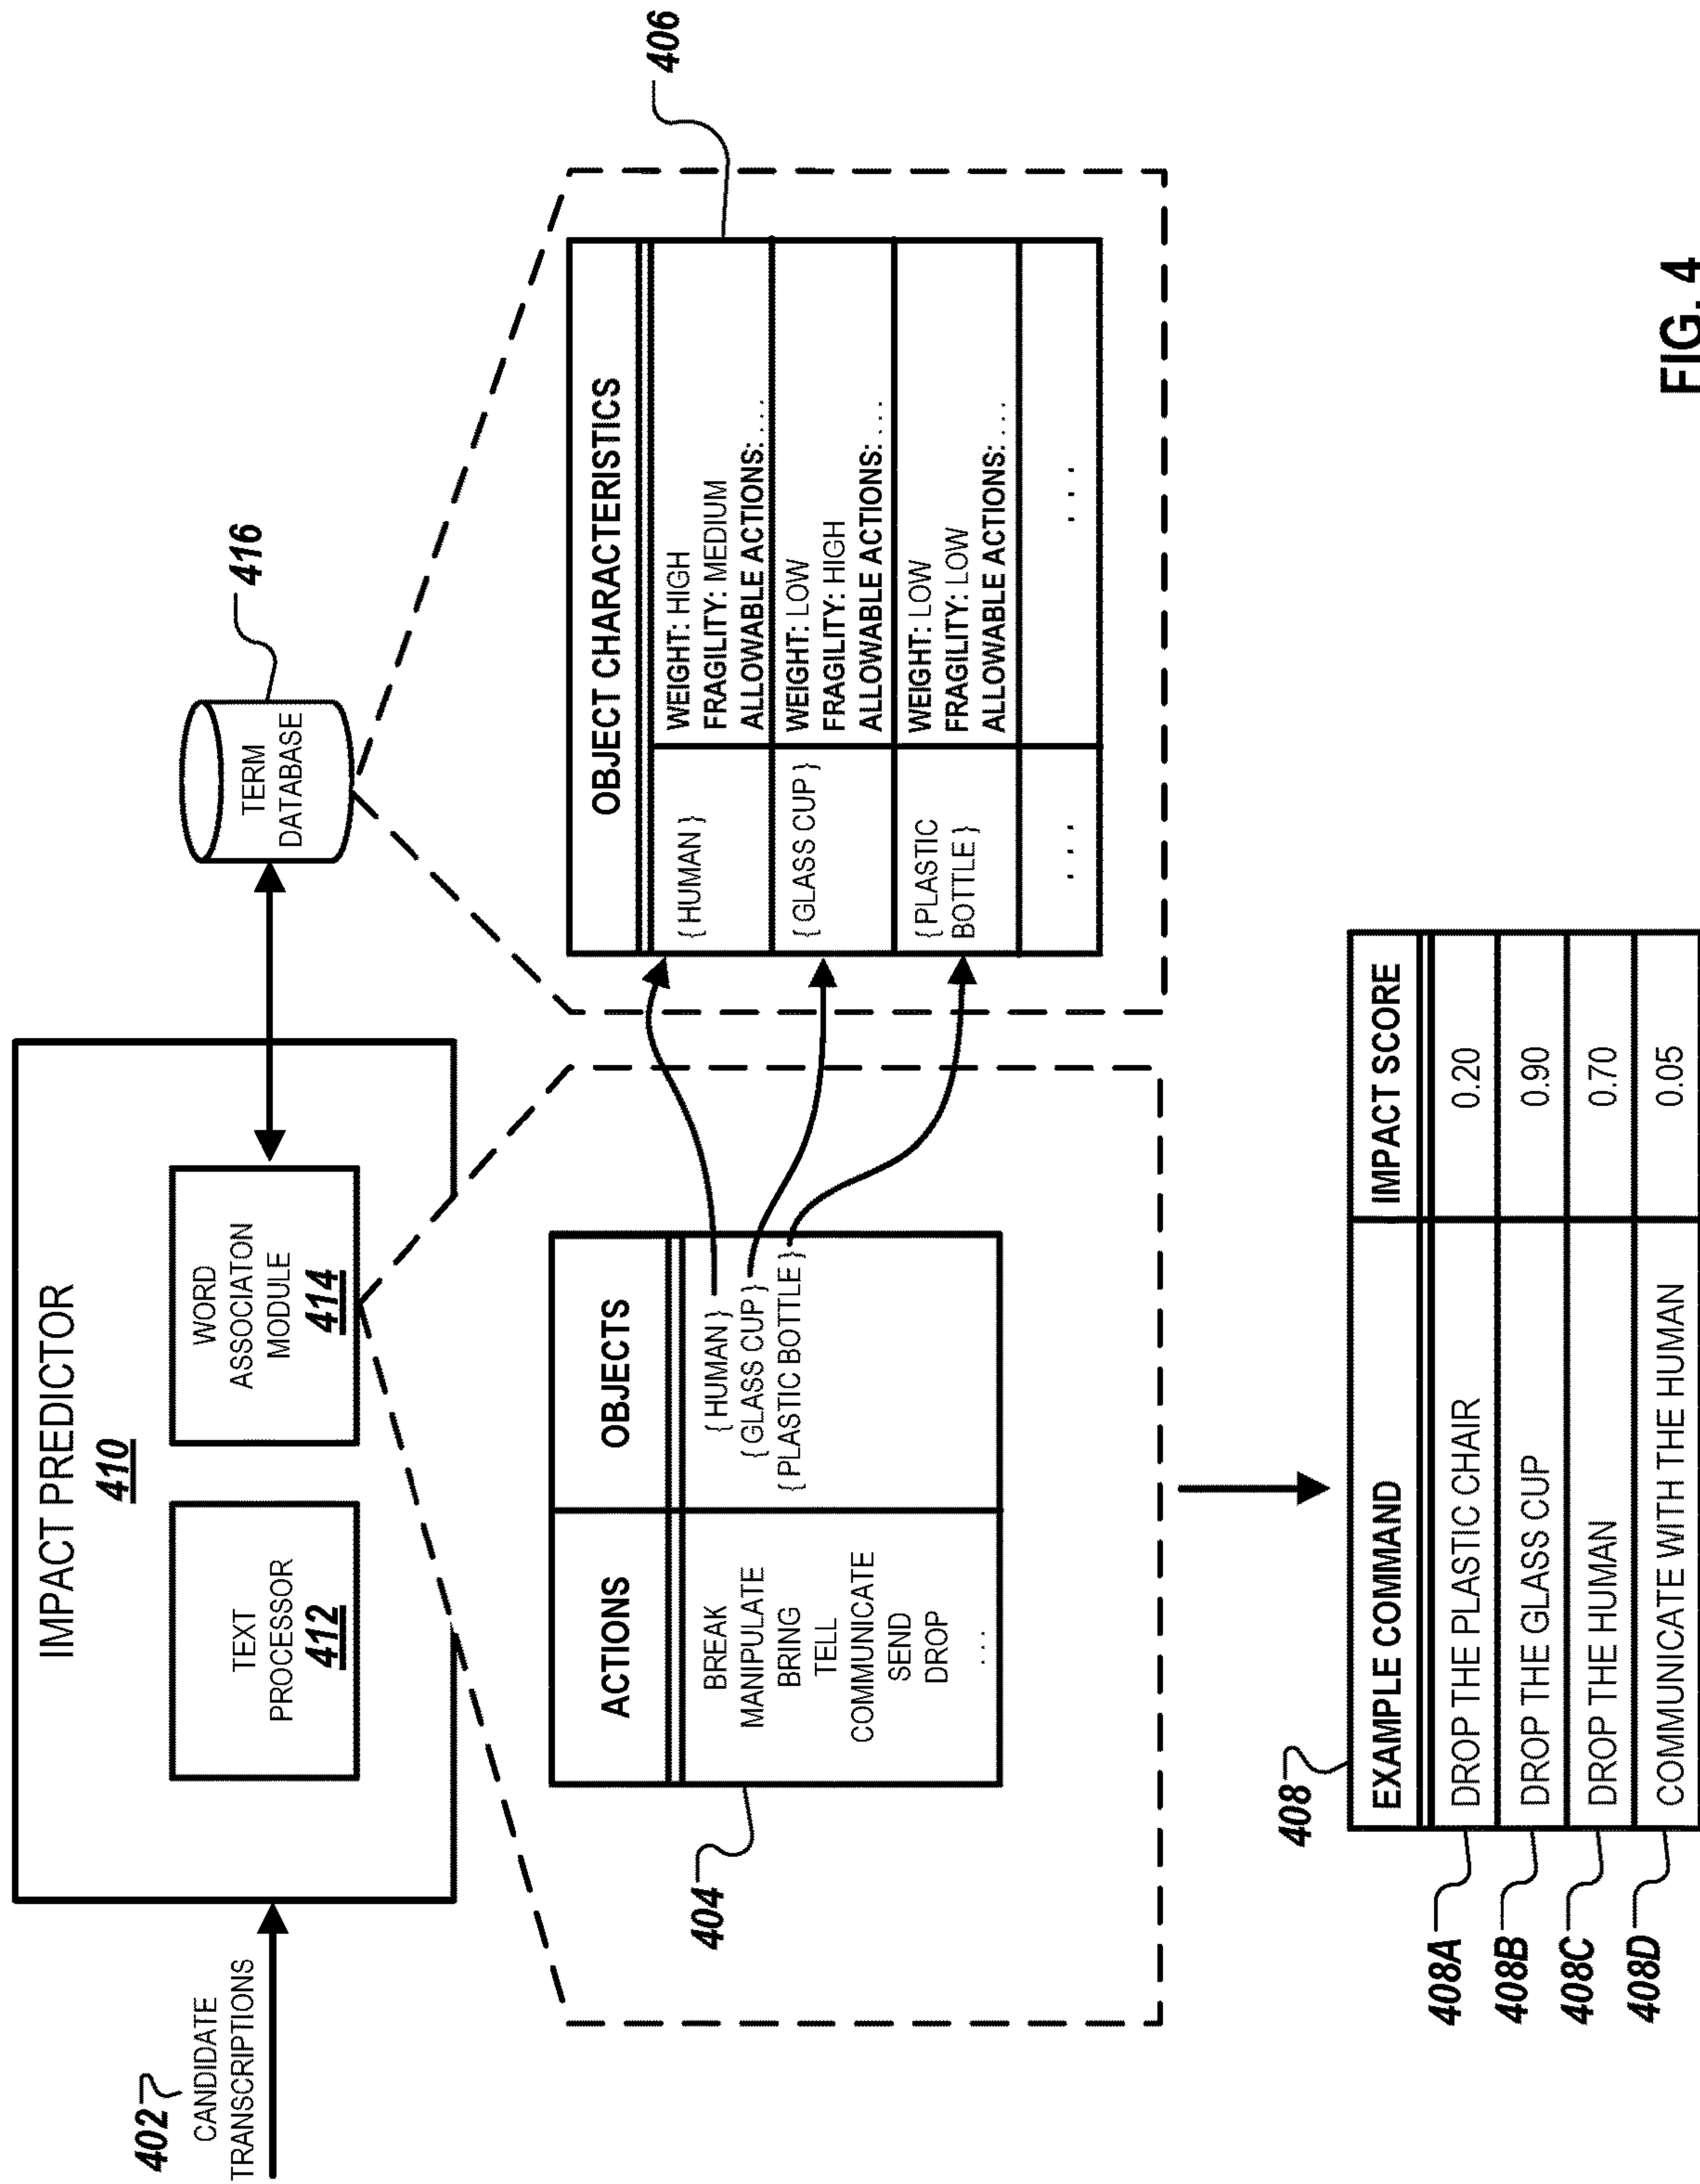 402
CANDIDATE
TRANSCRIPTIONS
IMPACT PREDICTOR
410
TEXT
PROCESSOR
412
WORD
ASSOCIATON
MODULE
414
TERM
DATABASE
416
404
ACTIONS
OBJECTS
BREAK
MANIPULATE
BRING
TELL
COMMUNICATE
SEND
DROP
...
{ HUMAN }
{ GLASS CUP }
{ PLASTIC BOTTLE }
406
OBJECT CHARACTERISTICS
{ HUMAN }
WEIGHT: HIGH
FRAGILITY: MEDIUM
ALLOWABLE ACTIONS: ...
{ GLASS CUP }
WEIGHT: LOW
FRAGILITY: HIGH
ALLOWABLE ACTIONS: ...
{ PLASTIC
BOTTLE }
WEIGHT: LOW
FRAGILITY: LOW
ALLOWABLE ACTIONS: ...
...
...
408
EXAMPLE COMMAND
IMPACT SCORE
408A
DROP THE PLASTIC CHAIR
0.20
408B
DROP THE GLASS CUP
0.90
408C
DROP THE HUMAN
0.70
408D
COMMUNICATE WITH THE HUMAN
0.05
FIG. 4